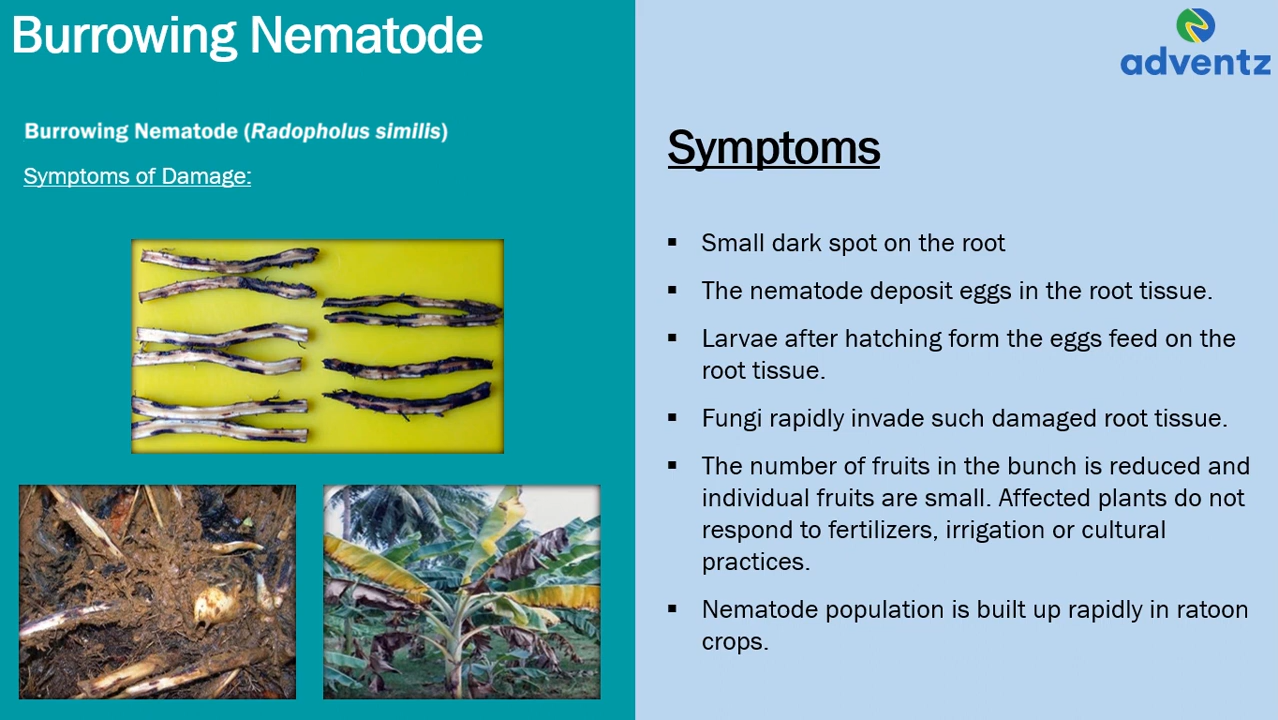 Burrowing Nematode
Burrowing Nematode (Radopholus similis)
Symptoms of Damage:
adventz
Symptoms
▪ Small dark spot on the root
▪ The nematode deposit eggs in the root tissue.
▪ Larvae after hatching form the eggs feed on the
root tissue.
▪ Fungi rapidly invade such damaged root tissue.
▪ The number of fruits in the bunch is reduced and
individual fruits are small. Affected plants do not
respond to fertilizers, irrigation or cultural
practices.
▪ Nematode population is built up rapidly in ratoon
crops.